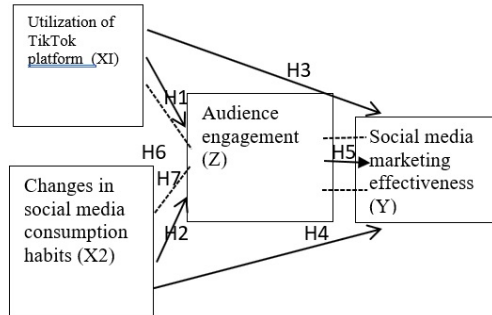 Utilization of
TikTok
platform (XI)
H3
H1
Audience
engagement
(Z)
Social media
marketing
effectiveness
(Y)
H5
H6
H7
Changes in
social media
consumption
habits (X2)
H2
H4